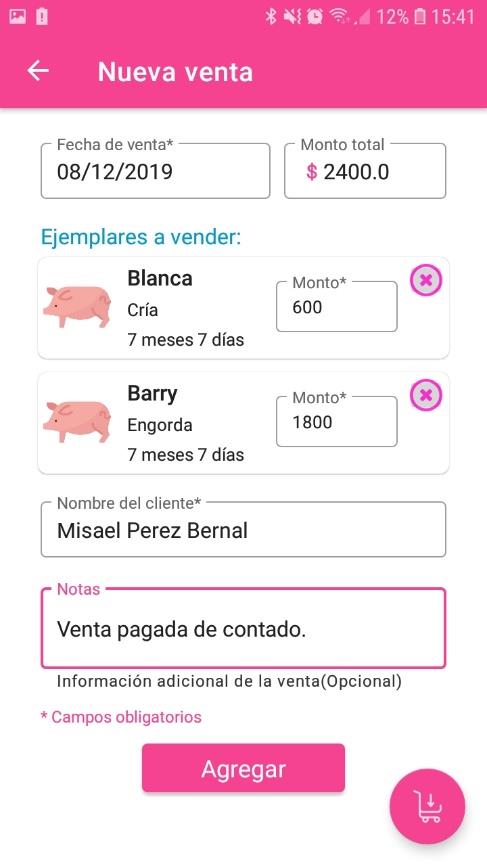 12% 15:41
Nueva venta
Fecha de venta* Monto total
08/12/2019 $ 2400.0
Ejemplares a vender:
Blanca
Cría
7 meses 7 días
Monto*
600
Barry
Engorda
7 meses 7 días
Monto*
1800
Nombre del cliente*
Misael Perez Bernal
Notas
Venta pagada de contado.
Información adicional de la venta(Opcional)
* Campos obligatorios
Agregar